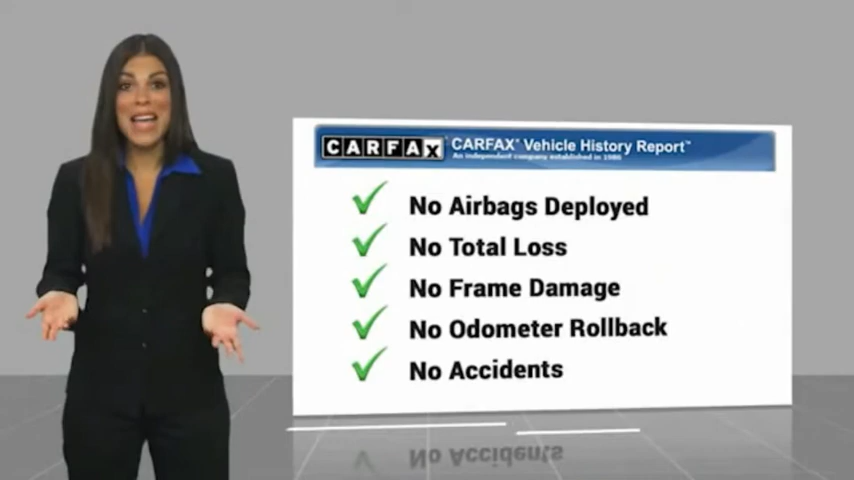 CARFAX CARFAX® Vehicle History Report™
An independent company established in 1986
No Airbags Deployed
No Total Loss
No Frame Damage
No Odometer Rollback
No Accidents
No Accidents